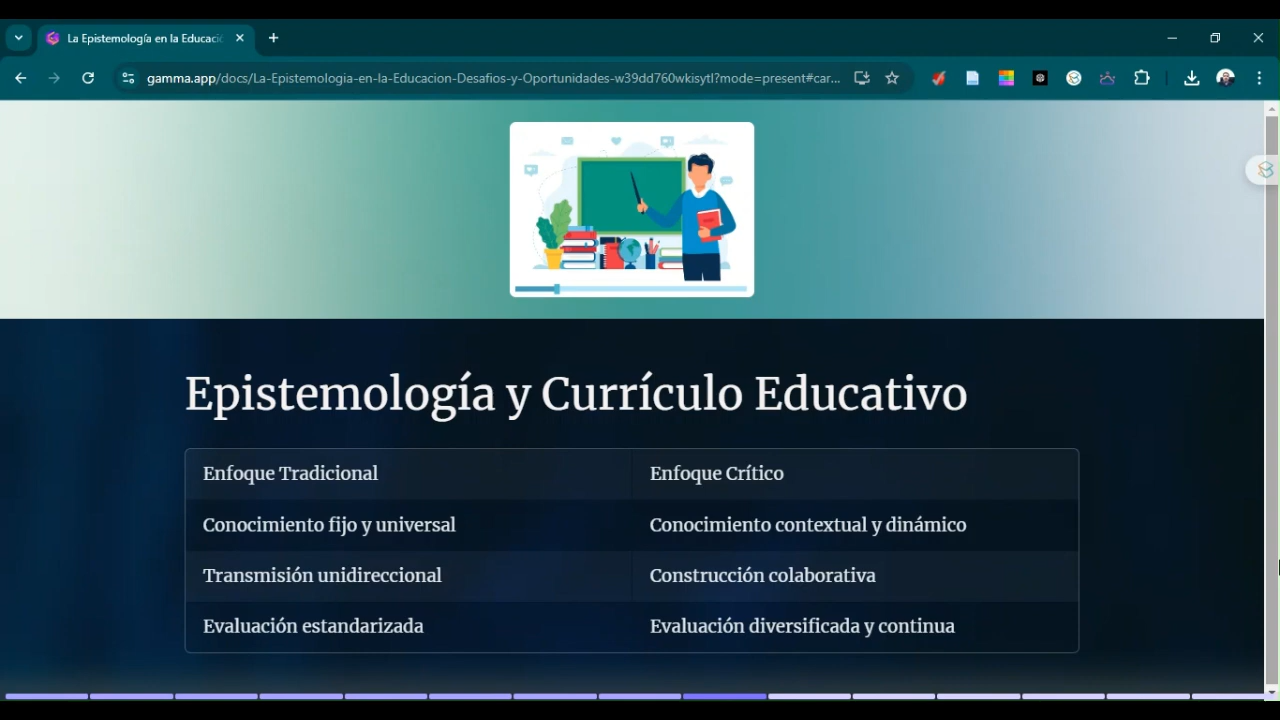 La Epistemología en la Educació
gamma.app/docs/La-Epistemologia-en-la-Educacion-Desafios-y-Oportunidades-w39dd760wkisytl?mode=present#car...
Epistemología y Currículo Educativo
Enfoque Tradicional Enfoque Crítico
Conocimiento fijo y universal Conocimiento contextual y dinámico
Transmisión unidireccional Construcción colaborativa
Evaluación estandarizada Evaluación diversificada y continua